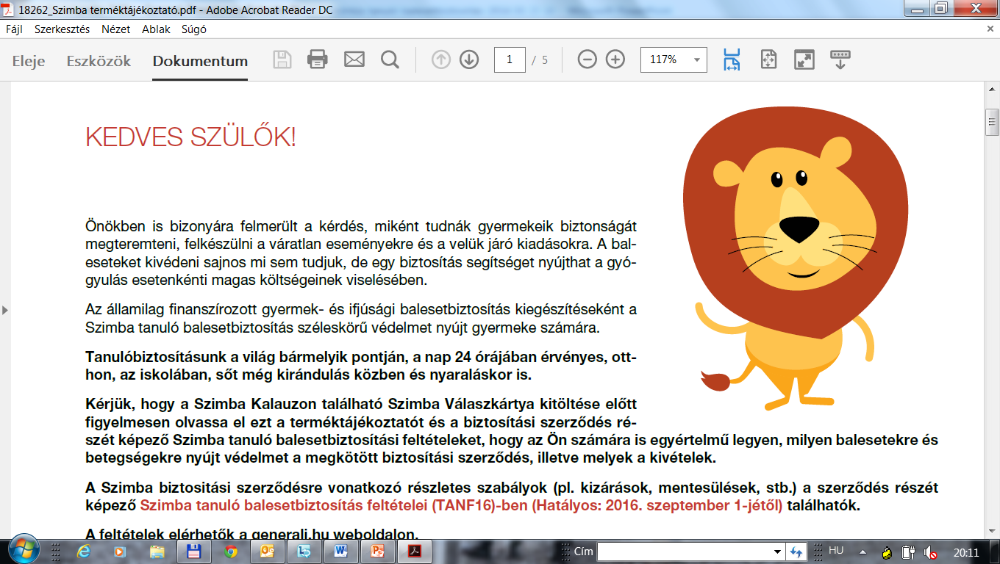 18262_Szimba terméktájékoztató.pdf - Adobe Acrobat Reader DC
Fájl Szerkesztés Nézet Ablak Súgó
Eleje Eszközök Dokumentum 1 / 5 117%
KEDVES SZÜLŐK!
Önökben is bizonyára felmerült a kérdés, miként tudnák gyermekeik biztonságát
megteremteni, felkészülni a váratlan eseményekre és a velük járó kiadásokra. A bal-
eseteket kivédeni sajnos mi sem tudjuk, de egy biztosítás segítséget nyújthat a gyó-
gyulás esetenkénti magas költségeinek viselésében.
Az államilag finanszírozott gyermek- és ifjúsági balesetbiztosítás kiegészítéseként a
Szimba tanuló balesetbiztosítás széleskörű védelmet nyújt gyermeke számára.
Tanulóbiztosításunk a világ bármelyik pontján, a nap 24 órájában érvényes, ott-
hon, az iskolában, sőt még kirándulás közben és nyaraláskor is.
Kérjük, hogy a Szimba Kalauzon található Szimba Válaszkártya kitöltése előtt
figyelmesen olvassa el ezt a terméktájékoztatót és a biztosítási szerződés ré-
szét képező Szimba tanuló balesetbiztosítási feltételeket, hogy az Ön számára is egyértelmű legyen, milyen balesetekre és
betegségekre nyújt védelmet a megkötött biztosítási szerződés, illetve melyek a kivételek.
A Szimba biztositási szerződésre vonatkozó részletes szabályok (pl. kizárások, mentesülések, stb.) a szerződés részét
képező Szimba tanuló balesetbiztosítás feltételei (TANF16)-ben (Hatályos: 2016. szeptember 1-jétől) találhatók.
A feltételek elérhetők a generali.hu weboldalon.
Cím HU 20:11